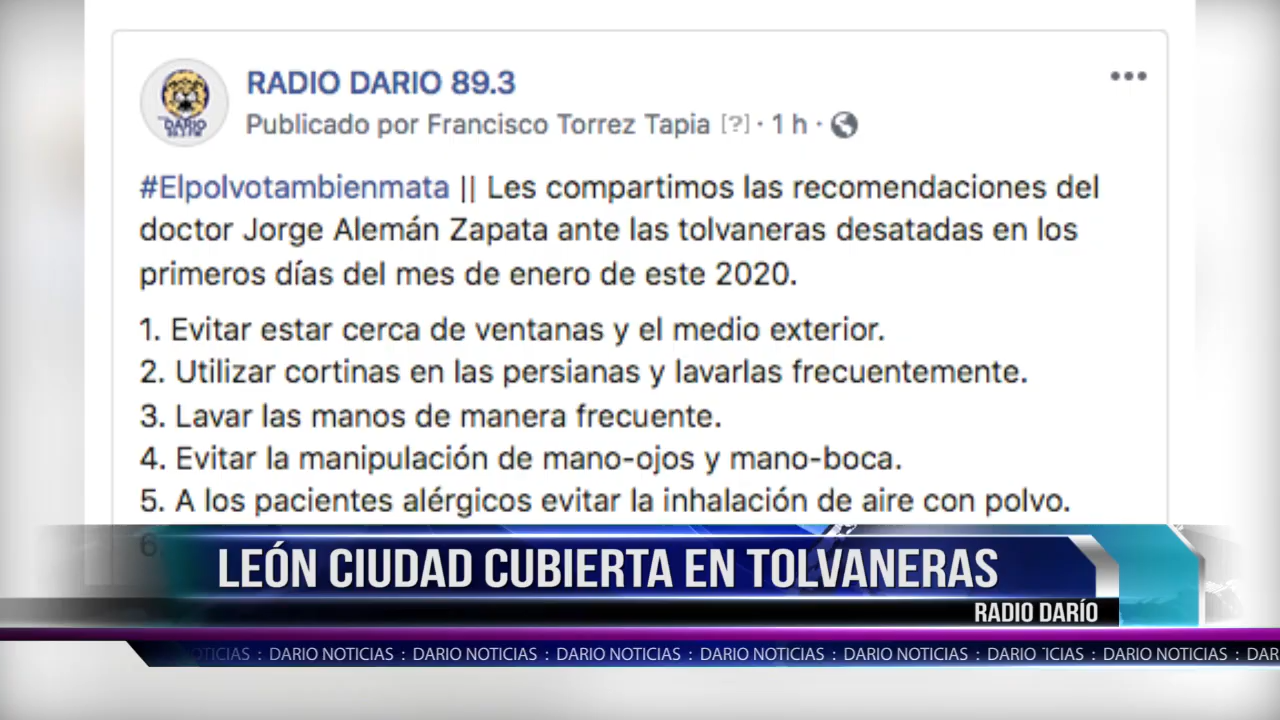 RADIO DARIO 89.3
Publicado por Francisco Torrez Tapia [?] · 1 h ·
#Elpolvotambienmata || Les compartimos las recomendaciones del
doctor Jorge Alemán Zapata ante las tolvaneras desatadas en los
primeros días del mes de enero de este 2020.
1. Evitar estar cerca de ventanas y el medio exterior.
2. Utilizar cortinas en las persianas y lavarlas frecuentemente.
3. Lavar las manos de manera frecuente.
4. Evitar la manipulación de mano-ojos y mano-boca.
5. A los pacientes alérgicos evitar la inhalación de aire con polvo.
6.
LEÓN CIUDAD CUBIERTA EN TOLVANERAS
RADIO DARÍO
OTICIAS : DARIO NOTICIAS : DARIO NOTICIAS : DARIO NOTICIAS : DARIO NOTICIAS : DARIO NOTICIAS : DARIO ICIAS : DARIO NOTICIAS : DAR